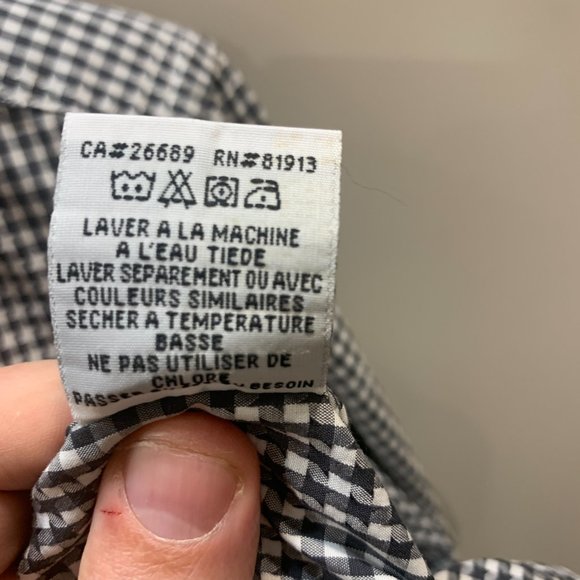 CA#26689 RN#81913
LAVER A LA MACHINE
A L'EAU TIEDE
LAVER SEPAREMENT OU AVEC
COULEURS SIMILAIRES
SECHER A TEMPERATURE
BASSE
NE PAS UTILISER DE
CHLORE
PASSER BESOIN